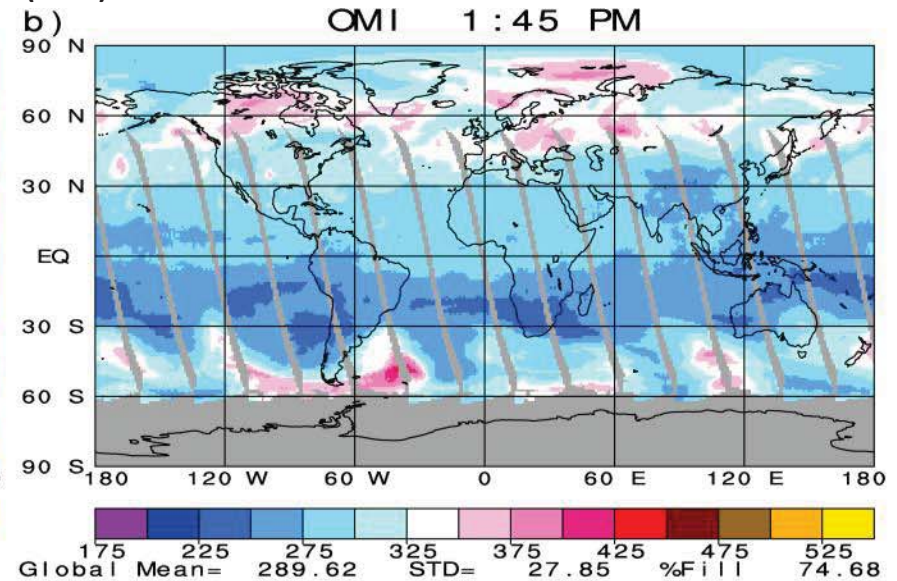 b) OMI 1:45 PM
90 N
60 N
30 N
EQ
30 S
60 S
90 S
180 120 W 60 W 0 60 E 120 E 180
175 225 275 325 375 425 475 525
Global Mean= 289.62 STD= 27.85 %Fill 74.68